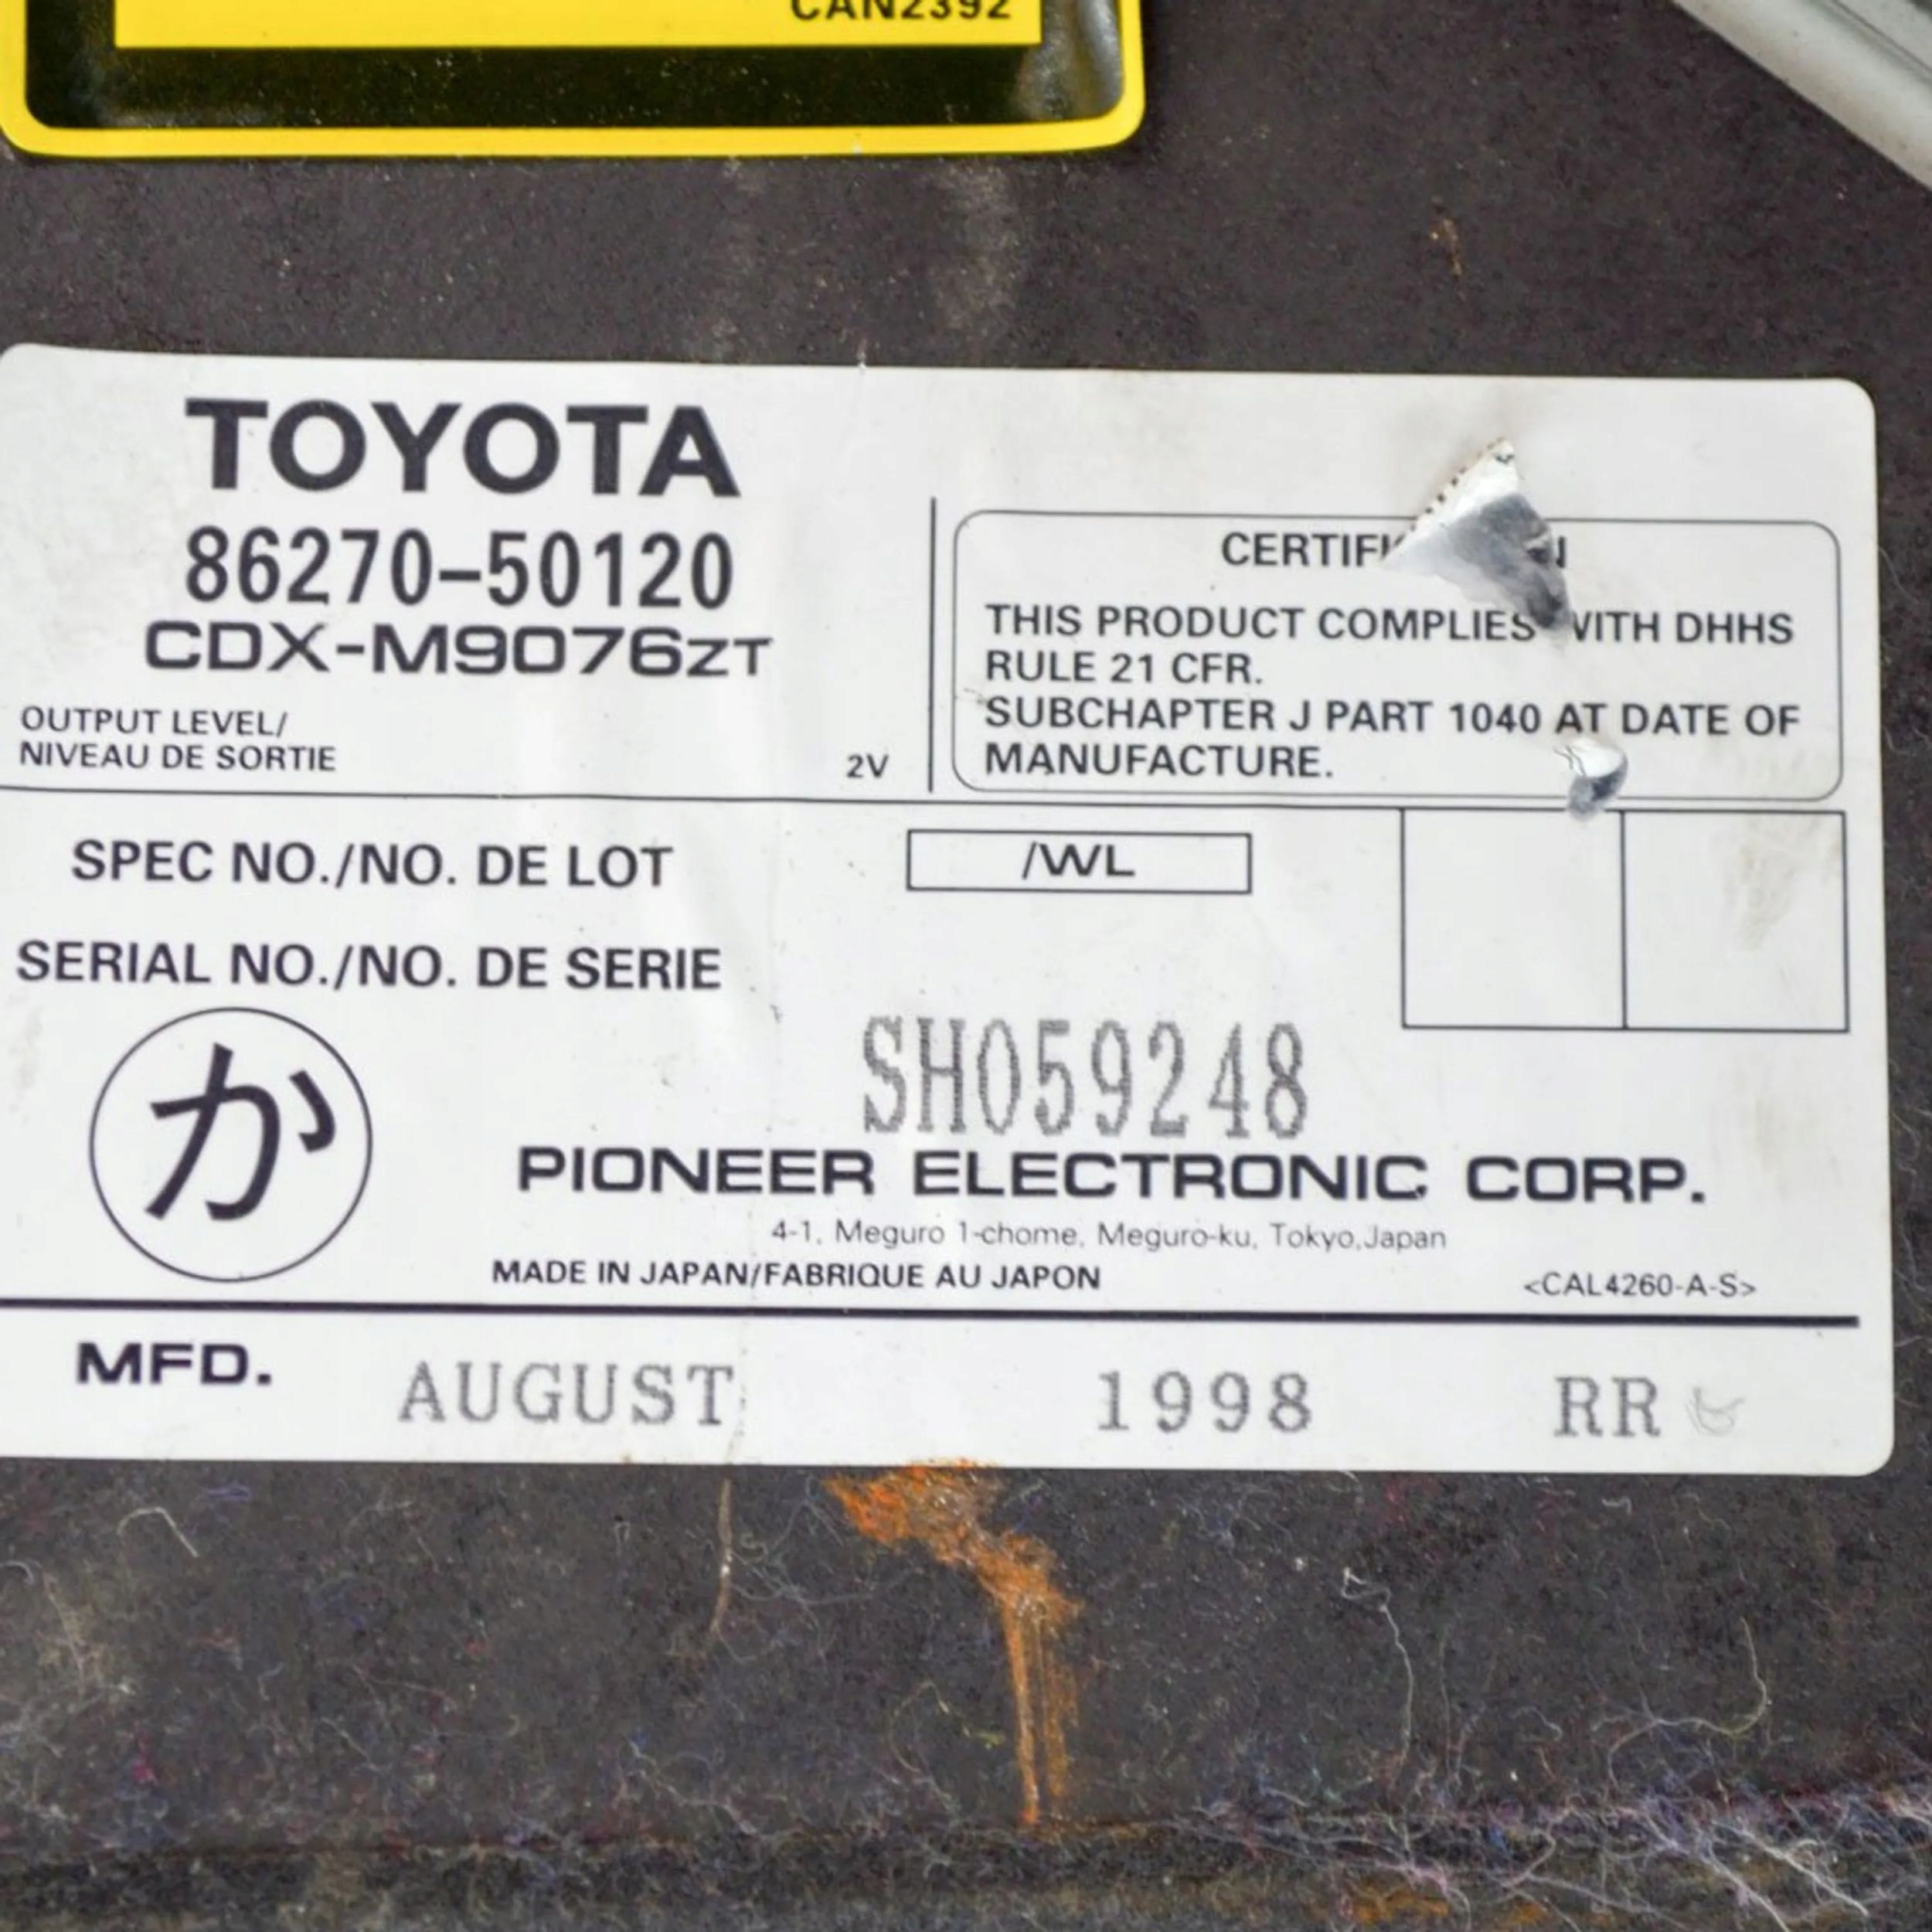 CAN2392
TOYOTA
86270-50120
CDX-M9076ZT
OUTPUT LEVEL/
NIVEAU DE SORTIE
2V
THIS PRODUCT COMPLIES WITH DHHS
RULE 21 CFR.
SUBCHAPTER J PART 1040 AT DATE OF
MANUFACTURE.
SPEC NO./NO. DE LOT
/WL
SERIAL NO./NO. DE SERIE
SH059248
か
PIONEER ELECTRONIC CORP.
4-1, Meguro 1-chome, Meguro-ku, Tokyo,Japan
MADE IN JAPAN/FABRIQUE AU JAPON
<CAL4260-A-S>
MFD.
AUGUST 1998 RR